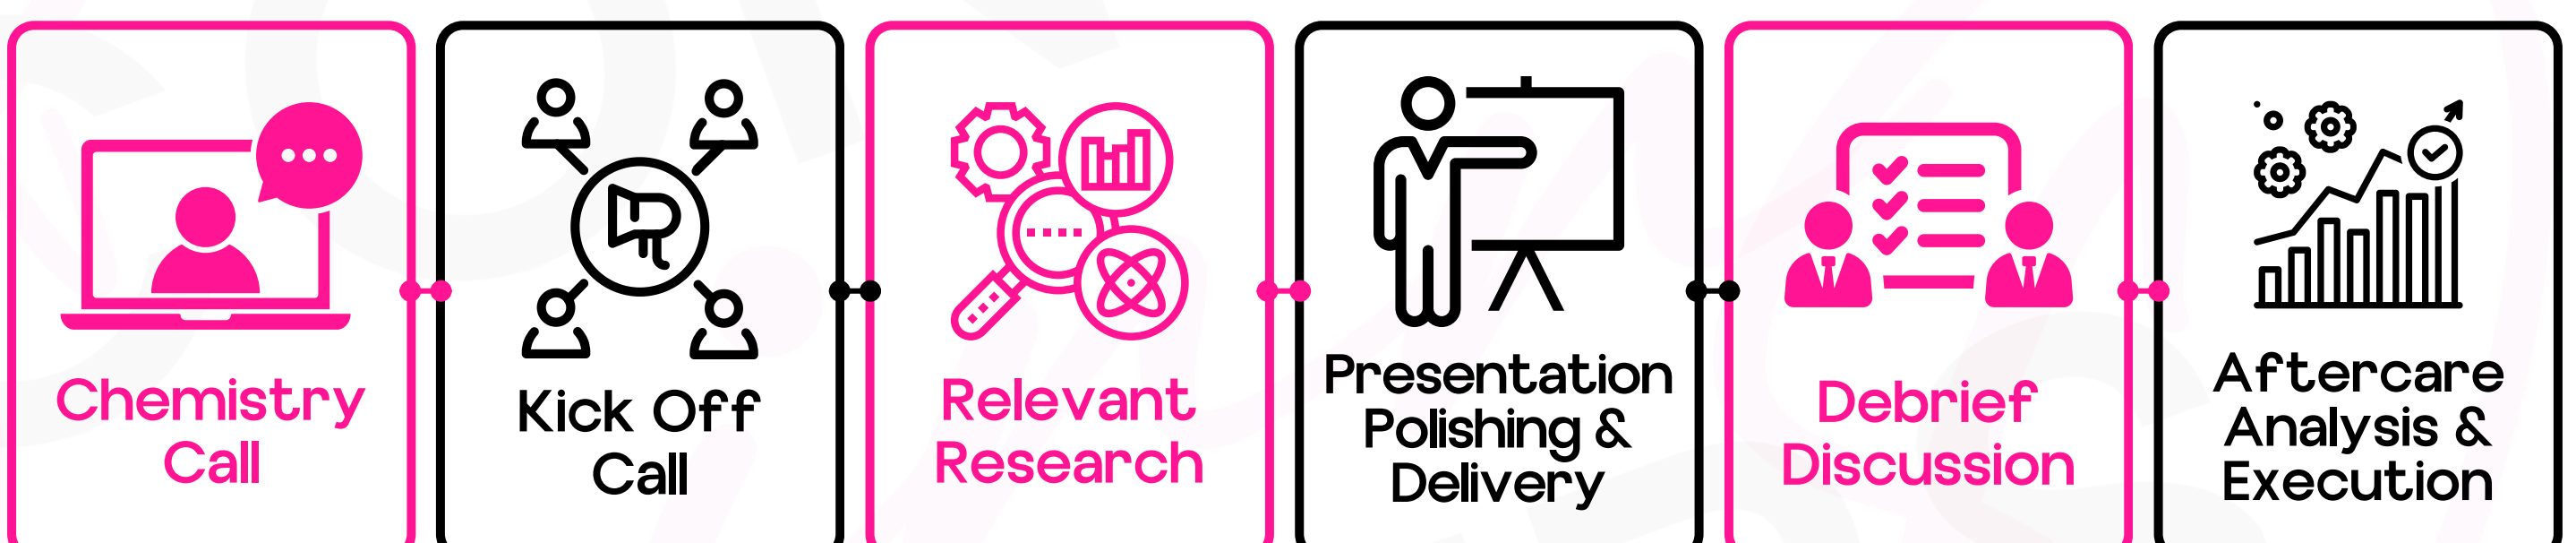 Chemistry
Call
Kick Off
Call
Relevant
Research
Presentation
Polishing &
Delivery
Debrief
Discussion
Aftercare
Analysis &
Execution